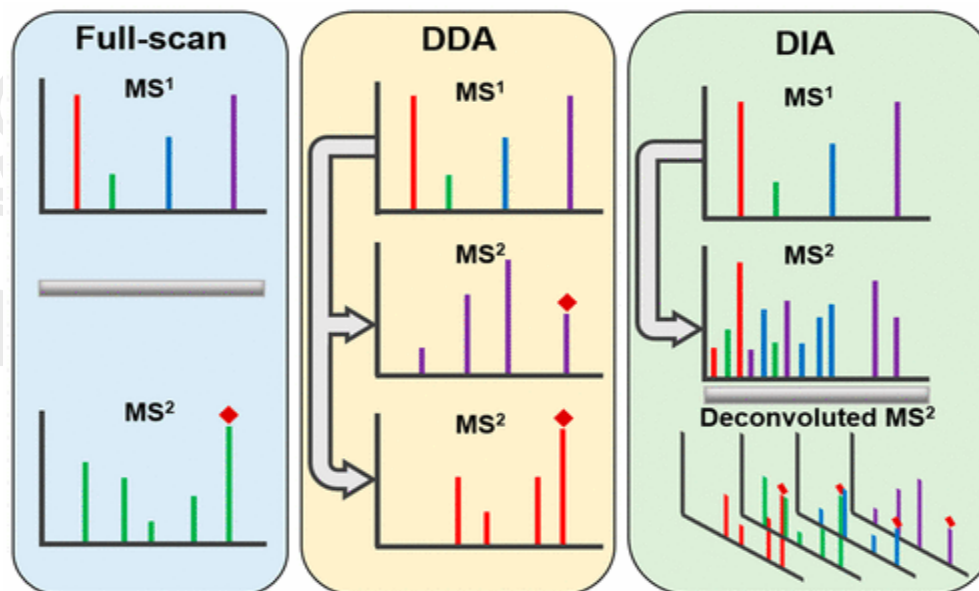 Full-scan
MS¹
MS²
DDA
MS¹
MS²
MS²
DIA
MS¹
MS²
Deconvoluted MS²